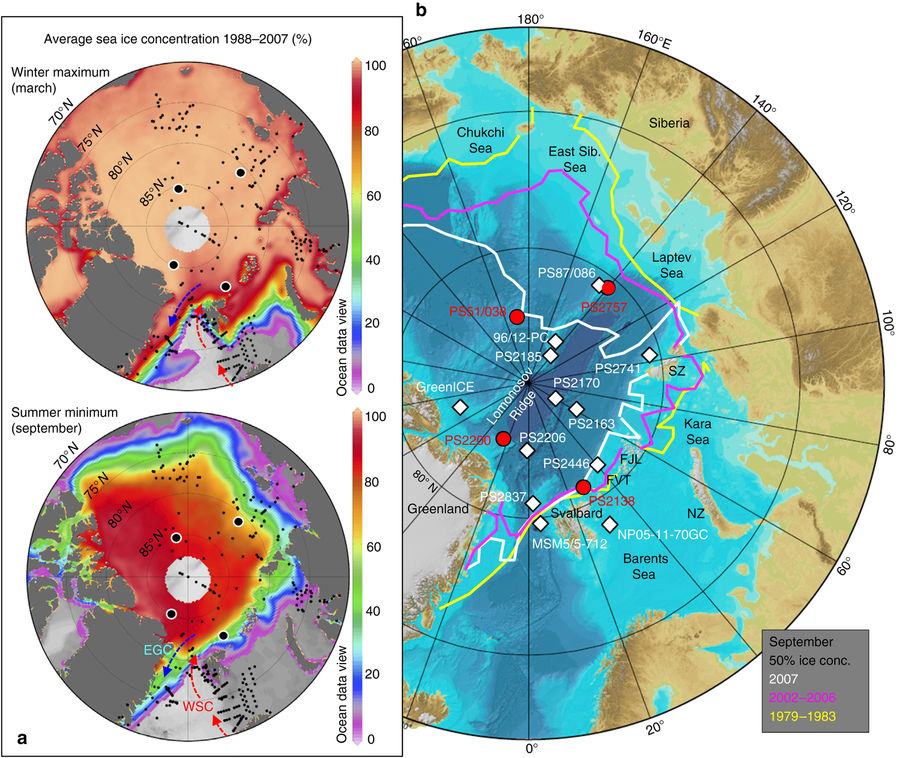 Average sea ice concentration 1988–2007 (%)
Winter maximum
(march)
70°N
75°N
80°N
85°N
100
80
60
40
20
0
Ocean data view
Summer minimum
(september)
70°N
75°N
80°N
85°N
EGC
WSC
100
80
60
40
20
0
Ocean data view
a
b
60°
180°
160°E
140°
120°
100°
80°
60°
20°
0°
Chukchi
Sea
East Sib.
Sea
Siberia
Laptev
Sea
PS87/086
PS2757
PS51/038
96/12-PC
PS2185
PS2741
SZ
GreenICE
Lomonosov
Ridge
PS2170
PS2163
Kara
Sea
PS2200
PS2206
PS2446
FJL
FVT
80°N
Greenland
PS2837
PS2138
Svalbard
NZ
MSM5/5-712
NP05-11-70GC
Barents
Sea
September
50% ice conc.
2007
2002–2006
1979–1983